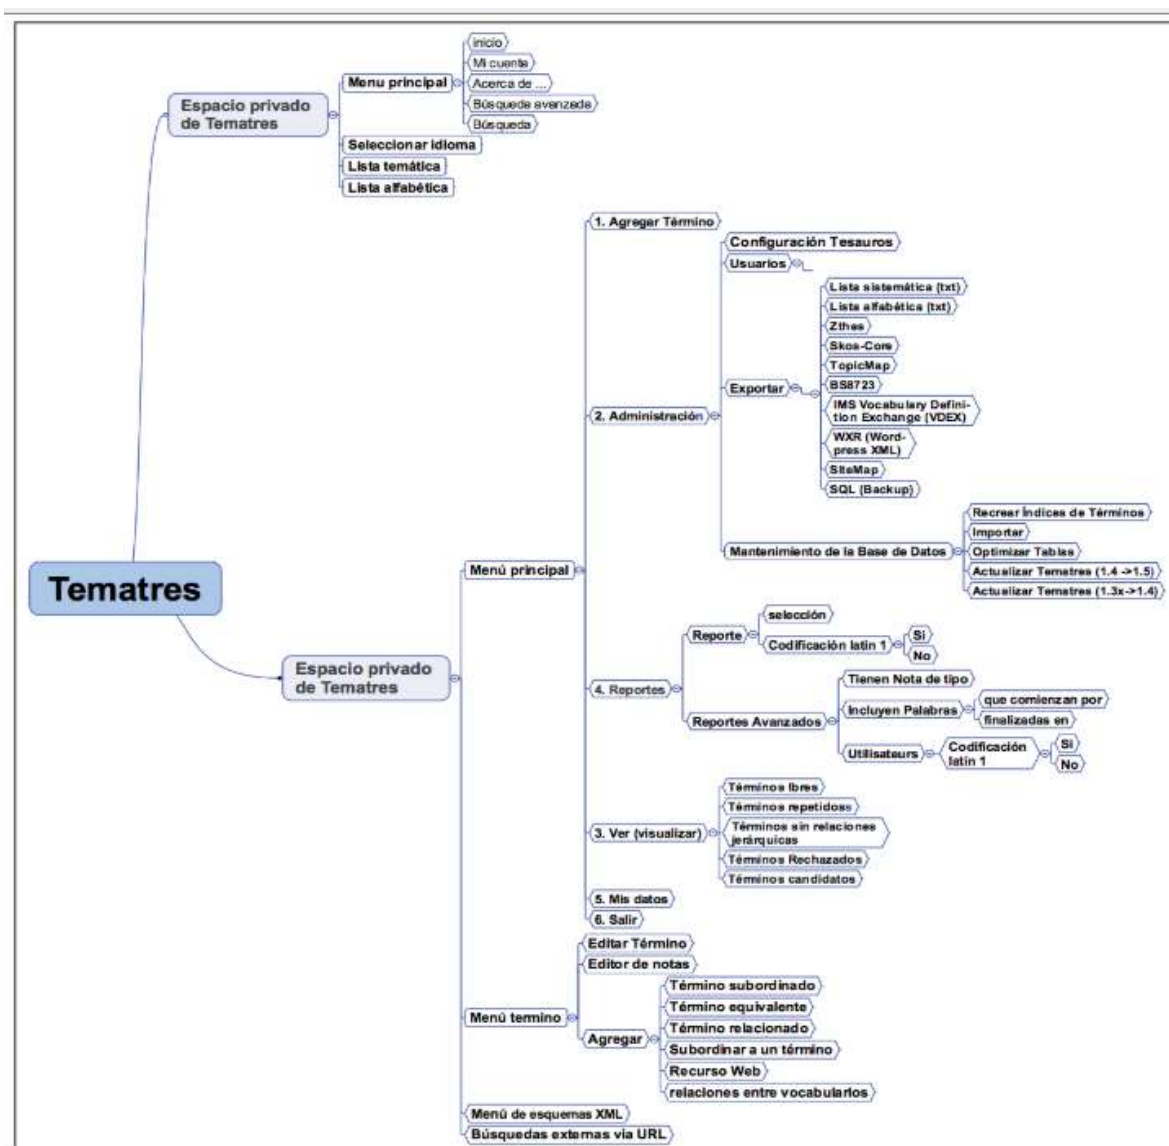 Tematres
Espacio privado
de Tematres
Menu principal
inicio
Mi cuenta
Acerca de ...
Búsqueda avanzada
Búsqueda
Seleccionar idioma
Lista temática
Lista alfabética
Espacio privado
de Tematres
Menú principal
1. Agregar Término
2. Administración
Configuración Tesauros
Usuarios
Exportar
Lista sistemática (txt)
Lista alfabética (txt)
Zthes
Skos-Core
TopicMap
BS8723
IMS Vocabulary Defini-
tion Exchange (VDEX)
WXR (Word-
press XML)
SiteMap
SQL (Backup)
Mantenimiento de la Base de Datos
Recrear Índices de Términos
Importar
Optimizar Tablas
Actualizar Tematres (1.4 ->1.5)
Actualizar Tematres (1.3x->1.4)
4. Reportes
Reporte
selección
Codificación latin 1
Si
No
Reportes Avanzados
Tienen Nota de tipo
Incluyen Palabras
que comienzan por
finalizadas en
Utilisateurs
Codificación
latin 1
Si
No
3. Ver (visualizar)
Términos lbres
Términos repetidoss
Términos sin relaciones
jerárquicas
Términos Rechazados
Términos candidatos
5. Mis datos
6. Salir
Menú termino
Editar Término
Editor de notas
Agregar
Término subordinado
Término equivalente
Término relacionado
Subordinar a un término
Recurso Web
relaciones entre vocabularios
Menú de esquemas XML
Búsquedas externas via URL